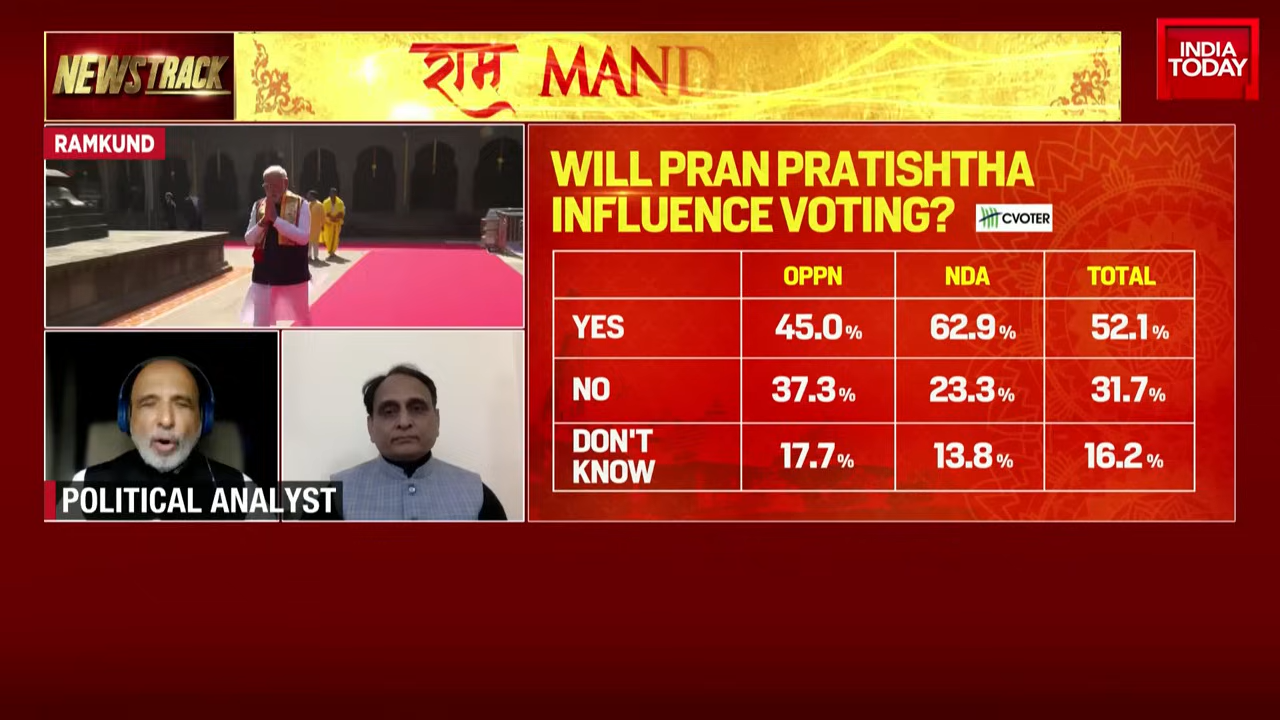 NEWSTRACK
राम MAND
INDIA
TODAY
RAMKUND
WILL PRAN PRATISHTHA
INFLUENCE VOTING? CVOTER
OPPN NDA TOTAL
YES 45.0% 62.9% 52.1%
NO 37.3% 23.3% 31.7%
DON'T
KNOW 17.7% 13.8% 16.2%
POLITICAL ANALYST